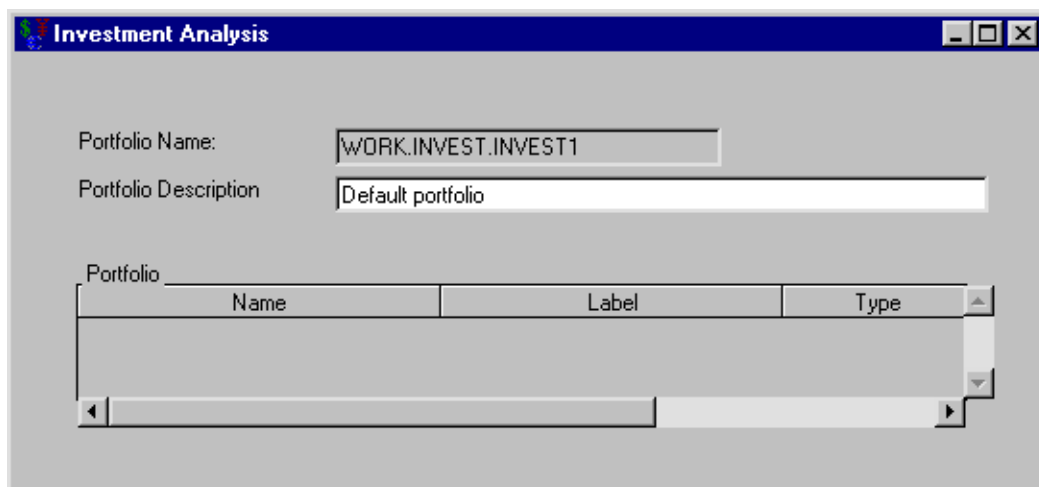 Investment Analysis
Portfolio Name: WORK.INVEST.INVEST1
Portfolio Description Default portfolio
Portfolio
Name Label Type